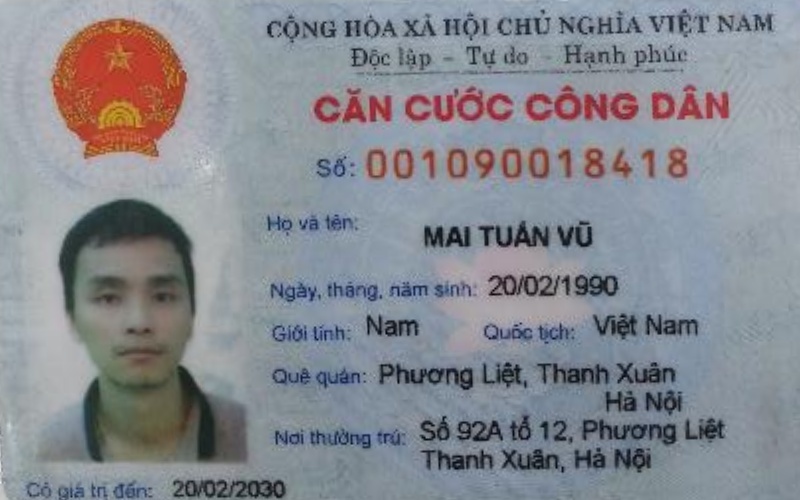 CỘNG HÒA XÃ HỘI CHỦ NGHĨA VIỆT NAM
Độc lập - Tự do - Hạnh phúc
CĂN CƯỚC CÔNG DÂN
Số: 001090018418
Họ và tên: MAI TUẤN VŨ
Ngày, tháng, năm sinh: 20/02/1990
Giới tính: Nam Quốc tịch: Việt Nam
Quê quán: Phương Liệt, Thanh Xuân
Hà Nội
Nơi thường trú: Số 92A tổ 12, Phương Liệt
Thanh Xuân, Hà Nội
Có giá trị đến: 20/02/2030